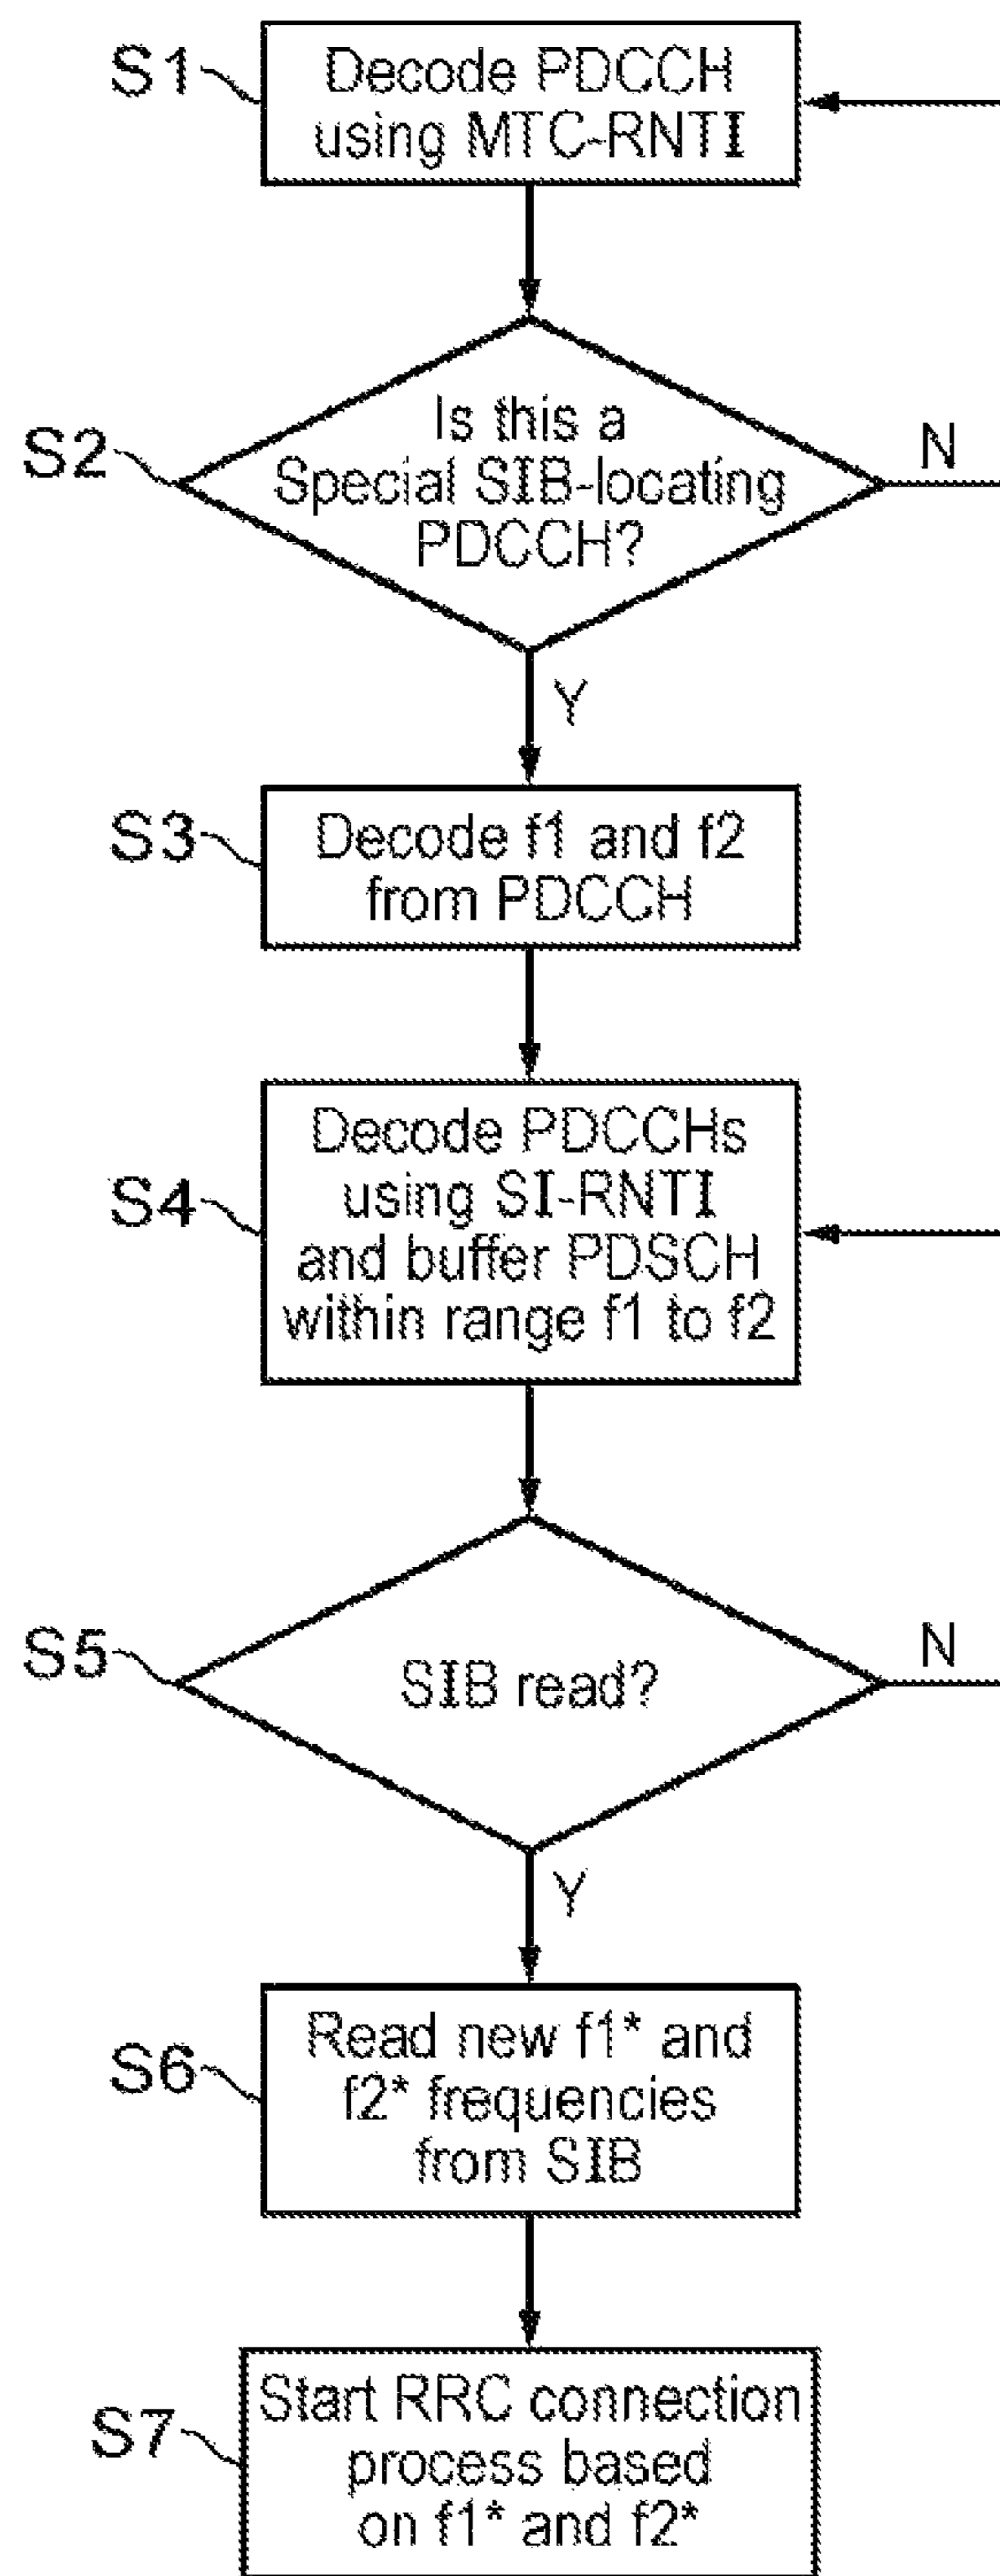 S1
Decode PDCCH
using MTC-RNTI
S2
Is this a
Special SIB-locating
PDCCH?
N
Y
S3
Decode f1 and f2
from PDCCH
S4
Decode PDCCHs
using SI-RNTI
and buffer PDSCH
within range f1 to f2
S5
SIB read?
N
Y
S6
Read new f1* and
f2* frequencies
from SIB
S7
Start RRC connection
process based
on f1* and f2*